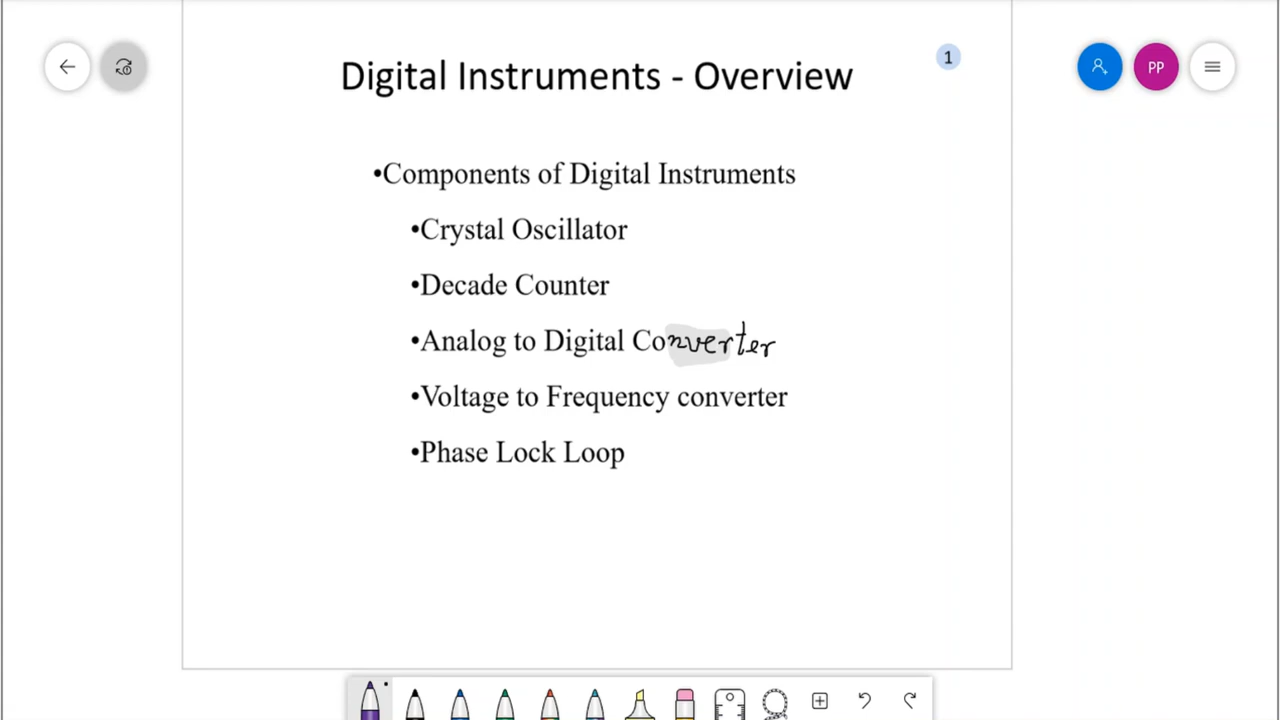 Digital Instruments - Overview
1
PP
•Components of Digital Instruments
•Crystal Oscillator
•Decade Counter
•Analog to Digital Converter
•Voltage to Frequency converter
•Phase Lock Loop